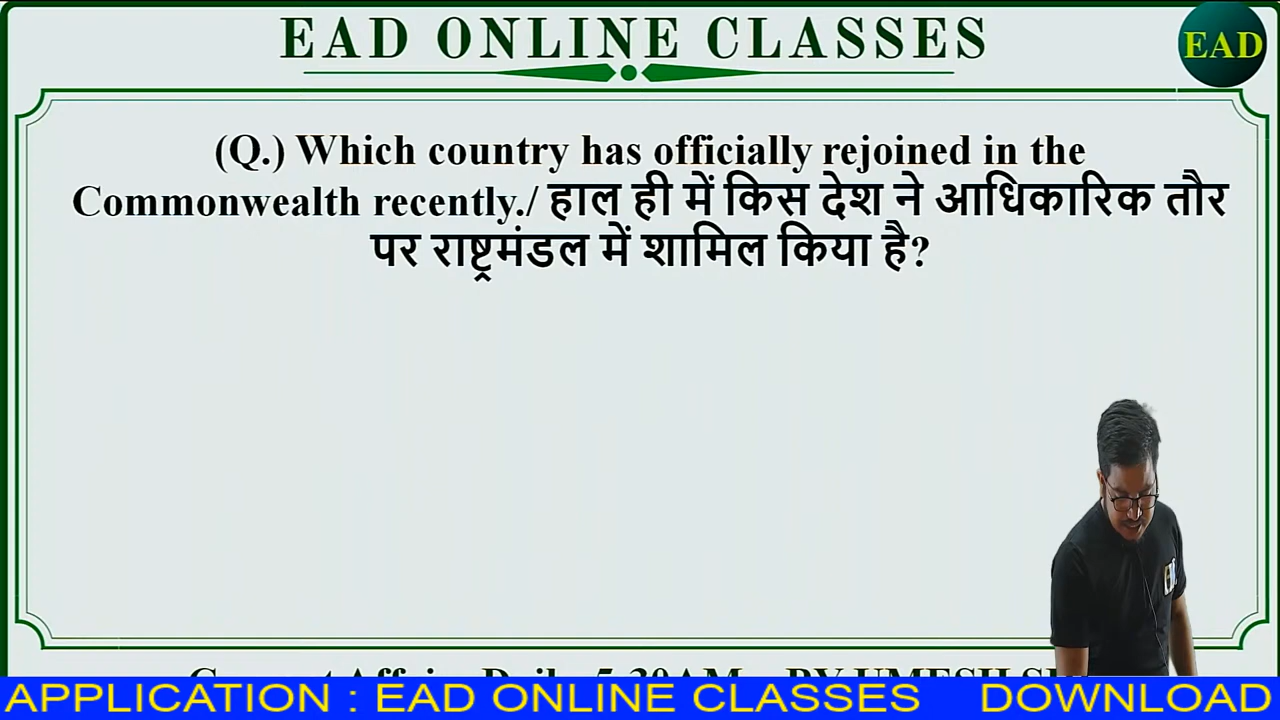 EAD ONLINE CLASSES
EAD
(Q.) Which country has officially rejoined in the
Commonwealth recently./ हाल ही में किस देश ने आधिकारिक तौर
पर राष्ट्रमंडल में शामिल किया है?
APPLICATION : EAD ONLINE CLASSES DOWNLOAD